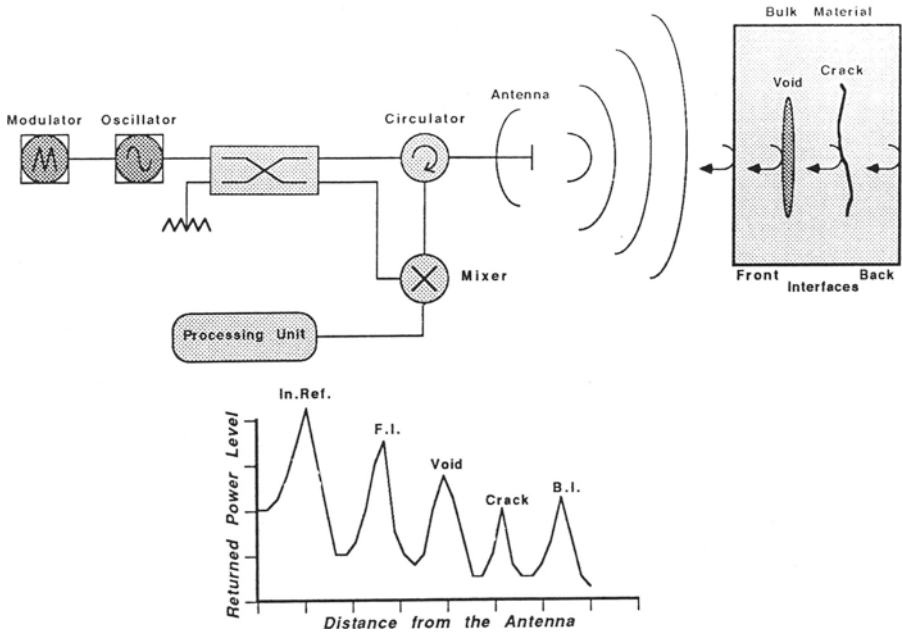 Bulk Material
Void
Crack
Antenna
Modulator
Oscillator
Circulator
Mixer
Front
Back
Interfaces
Processing Unit
In.Ref.
F.I.
Void
Crack
B.I.
Returned Power Level
Distance from the Antenna